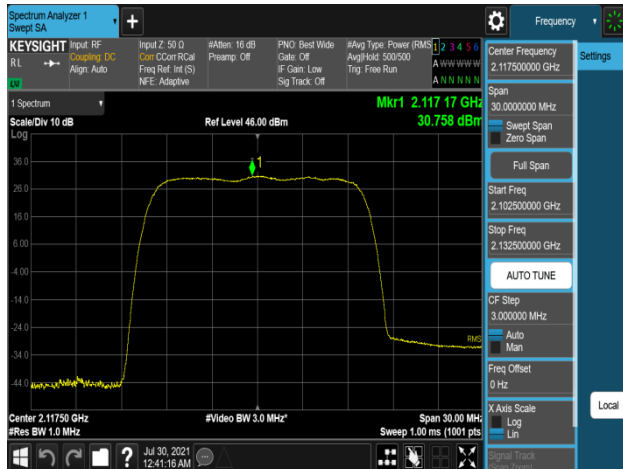 Spectrum Analyzer 1
Swept SA
Frequency
KEYSIGHT
RL
Input: RF
Coupling: DC
Align: Auto
Input Z: 50 Ω
Corr CCorr RCal
Freq Ref: Int (S)
NFE: Adaptive
#Atten: 16 dB
Preamp: Off
PNO: Best Wide
Gate: Off
IF Gain: Low
Sig Track: Off
#Avg Type: Power (RMS
Avg|Hold: 500/500
Trig: Free Run
1 2 3 4 5 6
A W W W W W
A N N N N N
1 Spectrum
Scale/Div 10 dB
Log
Ref Level 46.00 dBm
Mkr1 2.117 17 GHz
30.758 dBm
36.0
26.0
16.0
6.00
-4.00
-14.0
-24.0
-34.0
-44.0
1
RMS
Center 2.11750 GHz
#Res BW 1.0 MHz
#Video BW 3.0 MHz*
Span 30.00 MHz
Sweep 1.00 ms (1001 pts)
?
Jul 30, 2021
12:41:16 AM
Center Frequency
2.117500000 GHz
Span
30.0000000 MHz
Swept Span
Zero Span
Full Span
Start Freq
2.102500000 GHz
Stop Freq
2.132500000 GHz
AUTO TUNE
CF Step
3.000000 MHz
Auto
Man
Freq Offset
0 Hz
X Axis Scale
Log
Lin
Signal Track
(Span Zoom)
Settings
Local